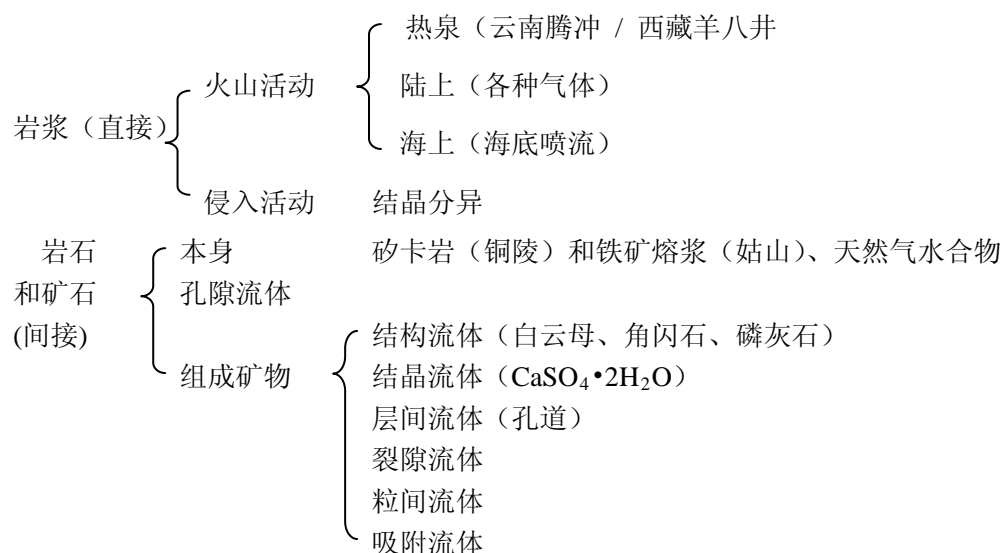 热泉（云南腾冲 / 西藏羊八井
火山活动 陆上（各种气体）
岩浆（直接）
海上（海底喷流）
侵入活动 结晶分异
岩石 本身 矽卡岩（铜陵）和铁矿熔浆（姑山）、天然气水合物
和矿石 孔隙流体
(间接) 结构流体（白云母、角闪石、磷灰石）
组成矿物 结晶流体（CaSO₄•2H₂O）
层间流体（孔道）
裂隙流体
粒间流体
吸附流体